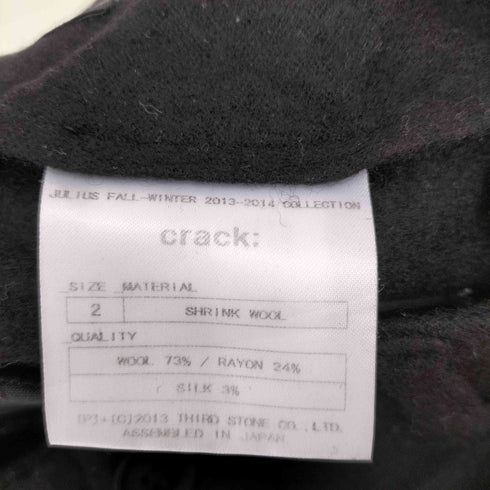 JULIUS FALL-WINTER 2013-2014 COLLECTION
crack:
SIZE MATERIAL
2 SHRINK WOOL
QUALITY
WOOL 73% / RAYON 24%
/ SILK 3%
(P)+(C)2013 THIRD STONE CO.,LTD.
ASSEMBLED IN JAPAN